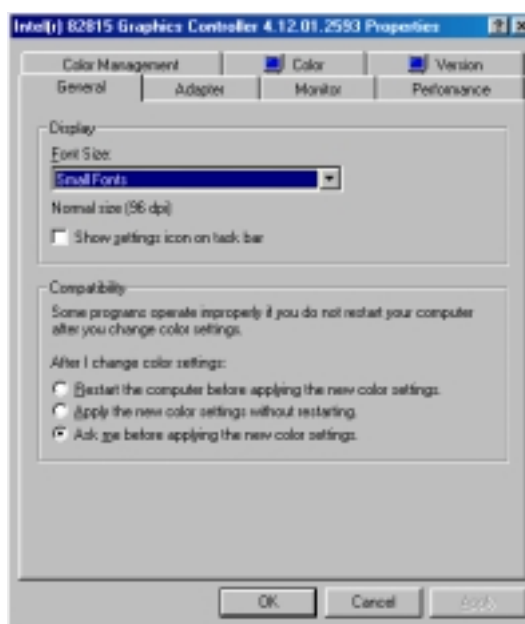 Intel(r) 82815 Graphics Controller 4.12.01.2593 Properties
Color Management Color Version
General Adapter Monitor Performance
Display
Font Size:
Small Fonts
Normal size (96 dpi)
Show settings icon on task bar
Compatibility
Some programs operate improperly if you do not restart your computer
after you change color settings.
After I change color settings:
Restart the computer before applying the new color settings.
Apply the new color settings without restarting.
Ask me before applying the new color settings.
OK Cancel Apply